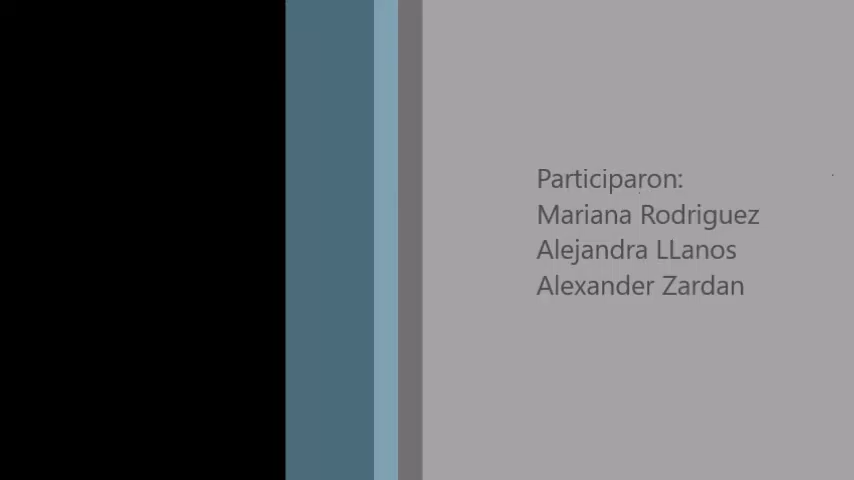 Participaron:
Mariana Rodriguez
Alejandra LLanos
Alexander Zardan